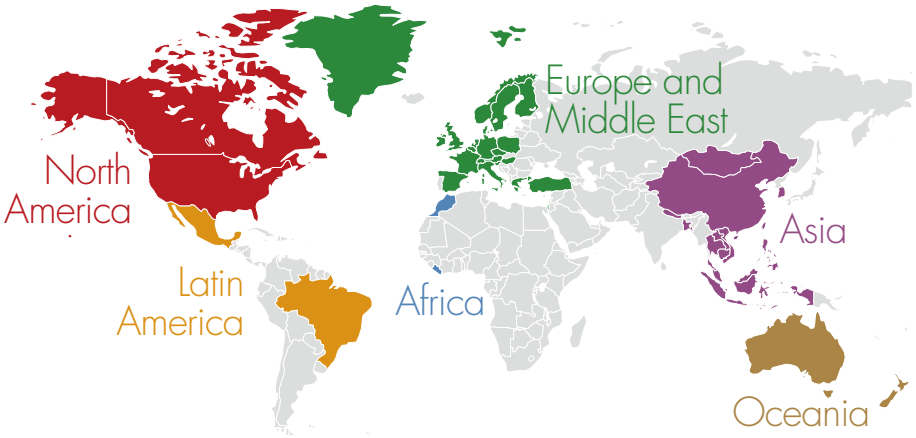 Europe and
Middle East
North
America
Asia
Latin
America
Africa
Oceania